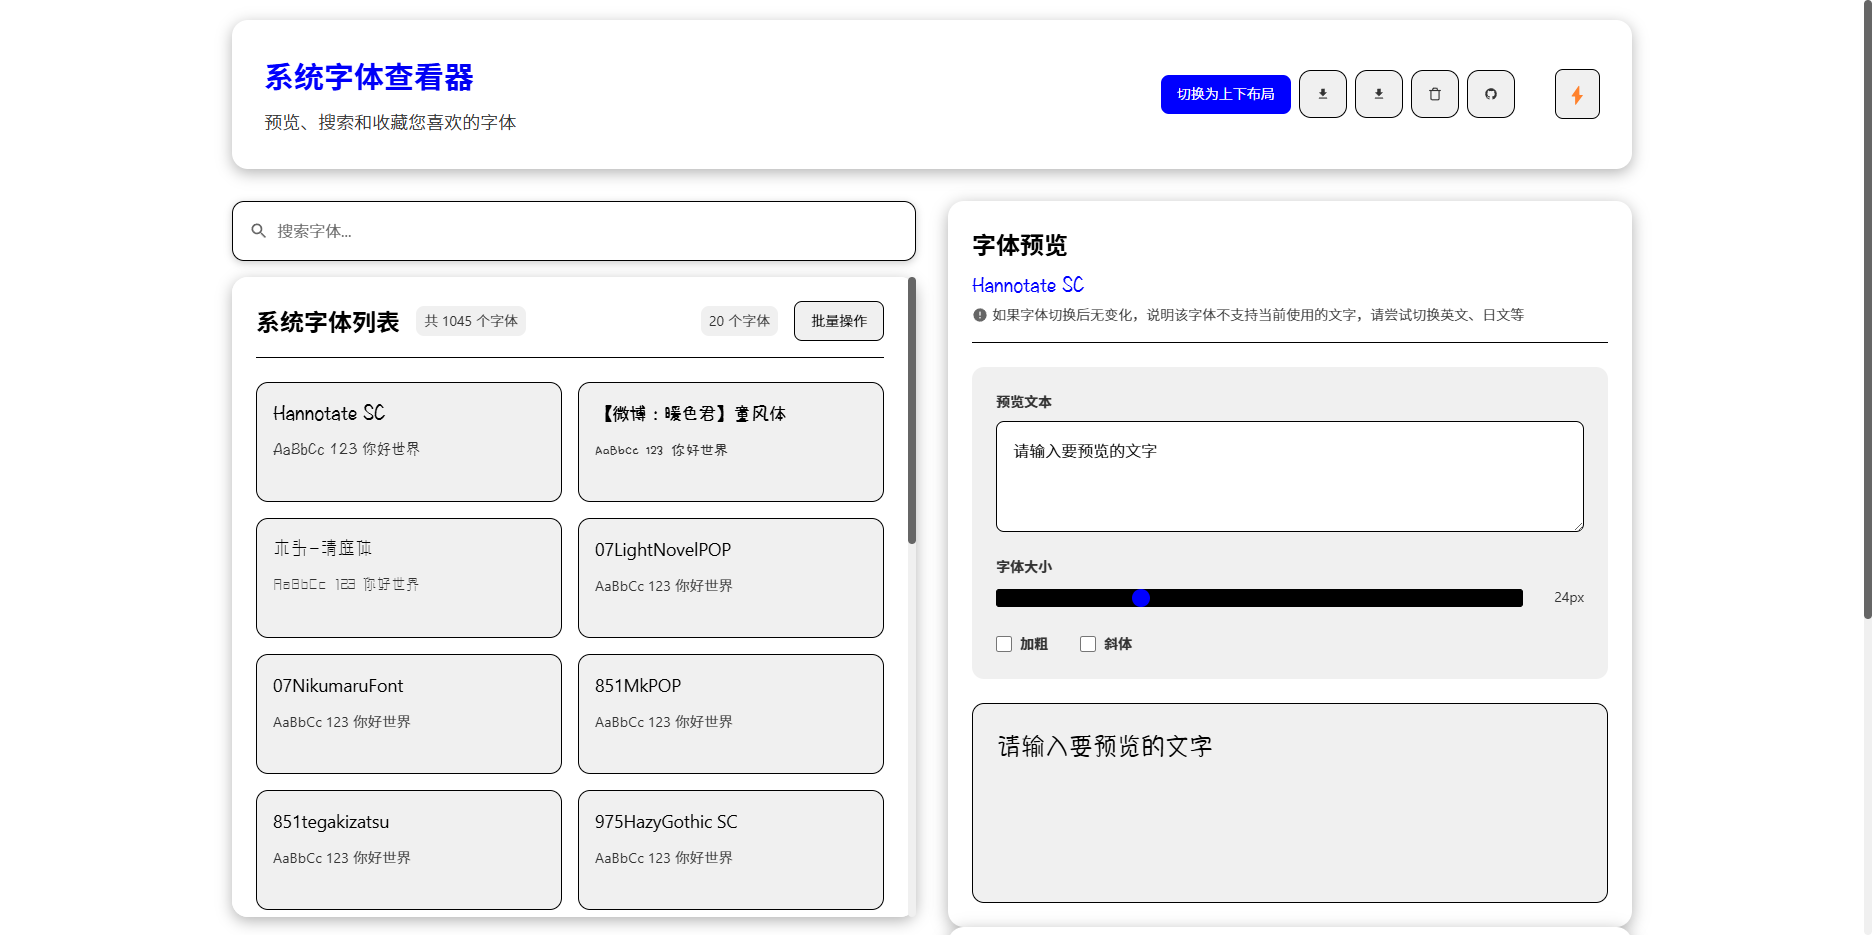 系统字体查看器
预览、搜索和收藏您喜欢的字体
切换为上下布局
搜索字体...
系统字体列表
共 1045 个字体
20 个字体
批量操作
Hannotate SC
AaBbCc 123 你好世界
【微博：暖色君】童风体
AaBbCc 123 你好世界
木头-清庭体
AaBbCc 123 你好世界
07LightNovelPOP
AaBbCc 123 你好世界
07NikumaruFont
AaBbCc 123 你好世界
851MkPOP
AaBbCc 123 你好世界
851tegakizatsu
AaBbCc 123 你好世界
975HazyGothic SC
AaBbCc 123 你好世界
字体预览
Hannotate SC
如果字体切换后无变化，说明该字体不支持当前使用的文字，请尝试切换英文、日文等
预览文本
请输入要预览的文字
字体大小
24px
加粗
斜体
请输入要预览的文字